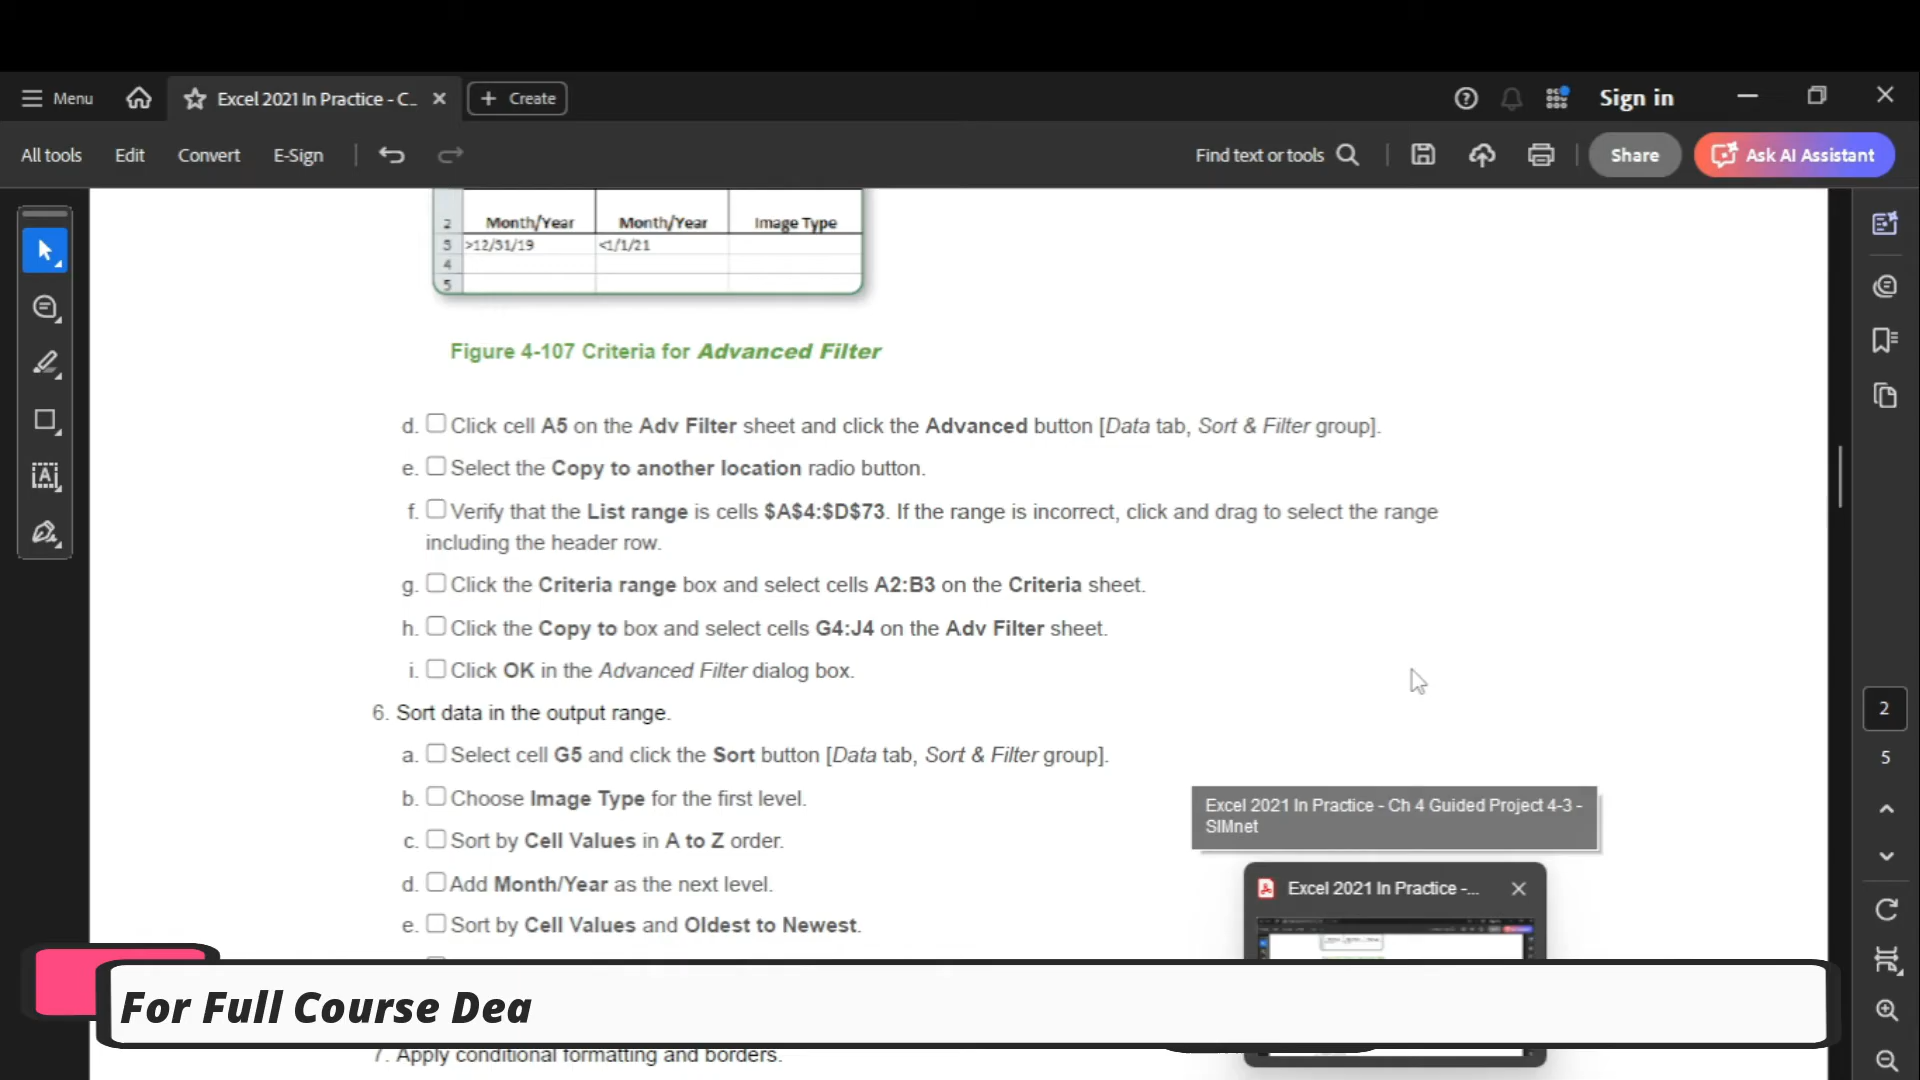 Menu
Excel 2021 In Practice - C..
Create
Sign in
All tools
Edit
Convert
E-Sign
Find text or tools
Share
Ask AI Assistant
2 Month/Year Month/Year Image Type
3 >12/31/19 <1/1/21
4
5
Figure 4-107 Criteria for Advanced Filter
d. Click cell A5 on the Adv Filter sheet and click the Advanced button [Data tab, Sort & Filter group].
e. Select the Copy to another location radio button.
f. Verify that the List range is cells $A$4:$D$73. If the range is incorrect, click and drag to select the range
including the header row.
g. Click the Criteria range box and select cells A2:B3 on the Criteria sheet.
h. Click the Copy to box and select cells G4:J4 on the Adv Filter sheet.
i. Click OK in the Advanced Filter dialog box.
6. Sort data in the output range.
a. Select cell G5 and click the Sort button [Data tab, Sort & Filter group].
b. Choose Image Type for the first level.
c. Sort by Cell Values in A to Z order.
d. Add Month/Year as the next level.
e. Sort by Cell Values and Oldest to Newest.
7. Apply conditional formatting and borders.
2
5
Excel 2021 In Practice - Ch 4 Guided Project 4-3 -
SIMnet
Excel 2021 In Practice -...
For Full Course Dea